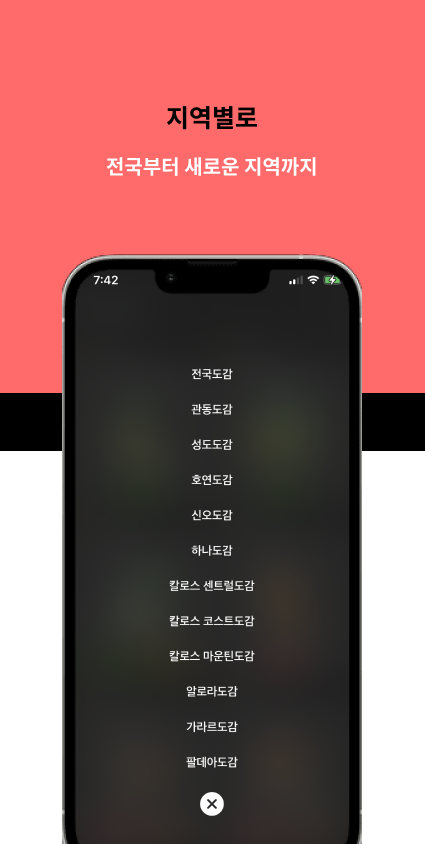 지역별로
전국부터 새로운 지역까지
7:42
전국도감
관동도감
성도도감
호연도감
신오도감
하나도감
칼로스 센트럴도감
칼로스 코스트도감
칼로스 마운틴도감
알로라도감
가라르도감
팔데아도감